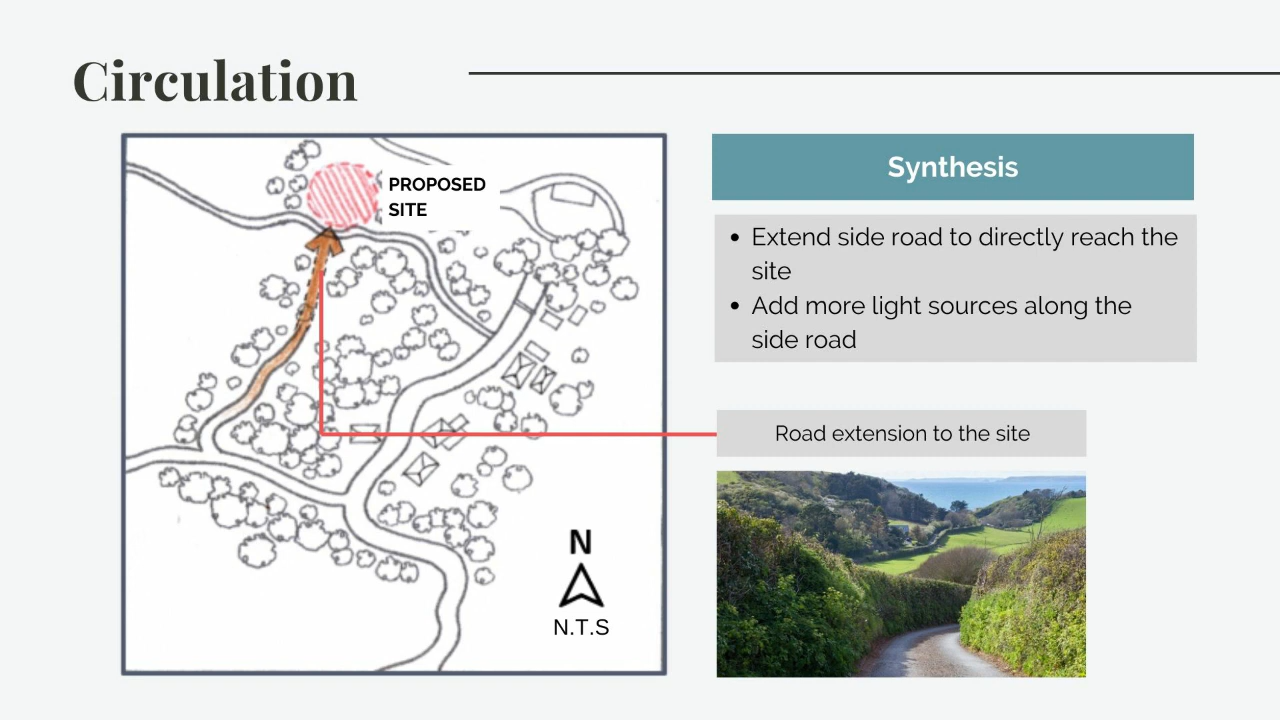 Circulation
PROPOSED
SITE
N
N.T.S
Synthesis
• Extend side road to directly reach the
site
• Add more light sources along the
side road
Road extension to the site